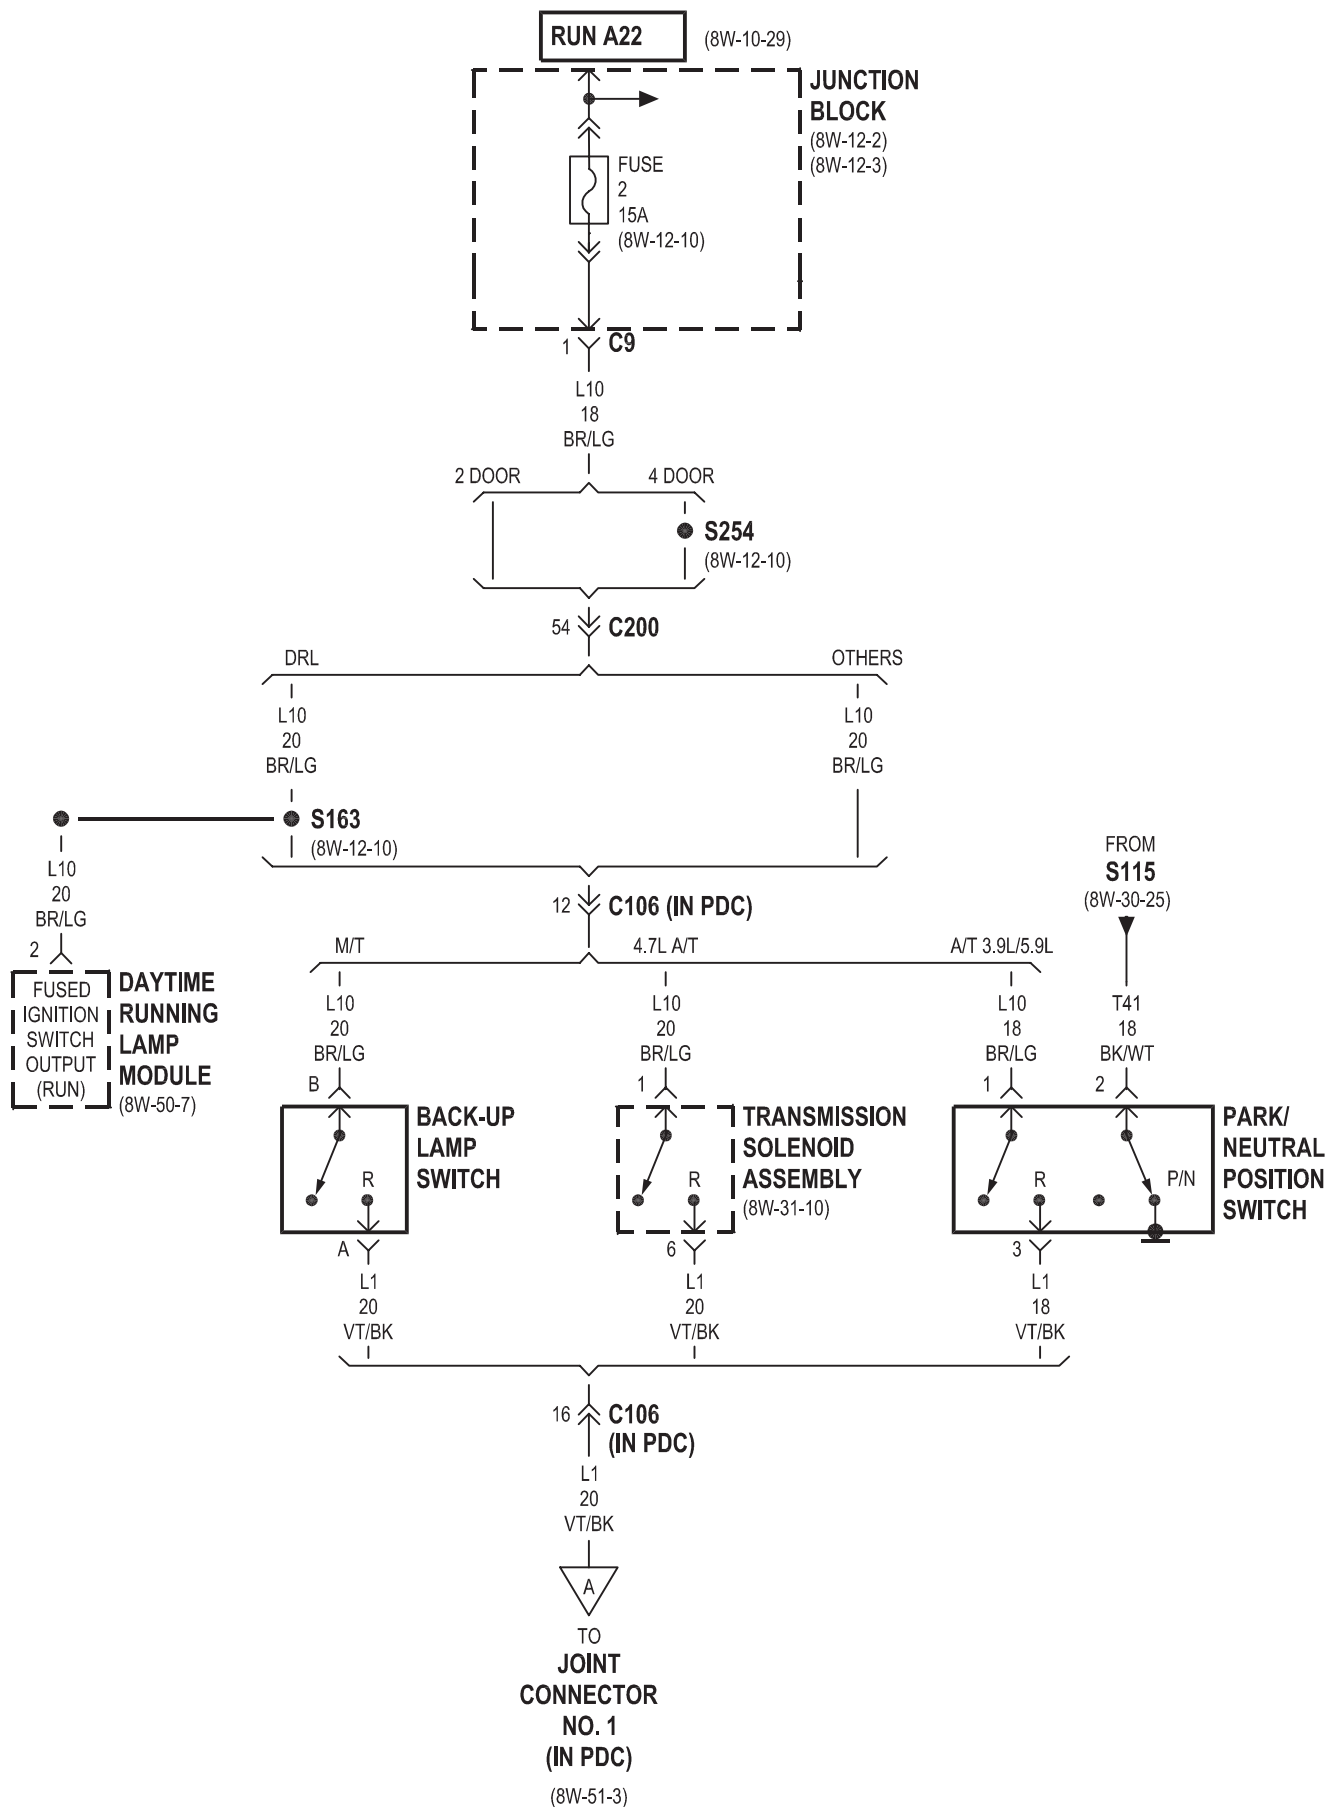 RUN A22
(8W-10-29)
JUNCTION
BLOCK
(8W-12-2)
(8W-12-3)
FUSE
2
15A
(8W-12-10)
1
C9
L10
18
BR/LG
2 DOOR
4 DOOR
S254
(8W-12-10)
54
C200
DRL
OTHERS
L10
20
BR/LG
L10
20
BR/LG
S163
(8W-12-10)
L10
20
BR/LG
2
FUSED
IGNITION
SWITCH
OUTPUT
(RUN)
DAYTIME
RUNNING
LAMP
MODULE
(8W-50-7)
12
C106 (IN PDC)
FROM
S115
(8W-30-25)
M/T
4.7L A/T
A/T 3.9L/5.9L
L10
20
BR/LG
B
L10
20
BR/LG
1
L10
18
BR/LG
1
T41
18
BK/WT
2
R
BACK-UP
LAMP
SWITCH
R
TRANSMISSION
SOLENOID
ASSEMBLY
(8W-31-10)
R
P/N
PARK/
NEUTRAL
POSITION
SWITCH
A
L1
20
VT/BK
6
L1
20
VT/BK
3
L1
18
VT/BK
16
C106
(IN PDC)
L1
20
VT/BK
A
TO
JOINT
CONNECTOR
NO. 1
(IN PDC)
(8W-51-3)